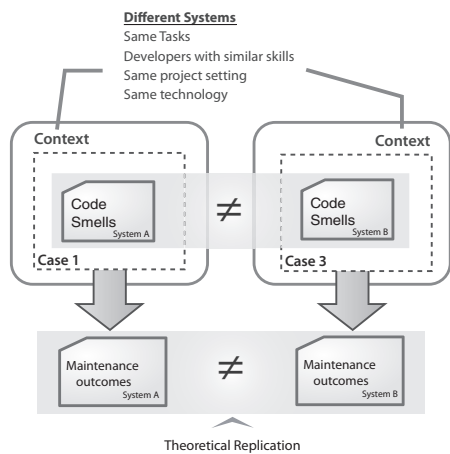 Different Systems
Same Tasks
Developers with similar skills
Same project setting
Same technology
Context
Context
Code
Smells
System A
≠
Code
Smells
System B
Case 1
Case 3
Maintenance
outcomes
System A
≠
Maintenance
outcomes
System B
Theoretical Replication